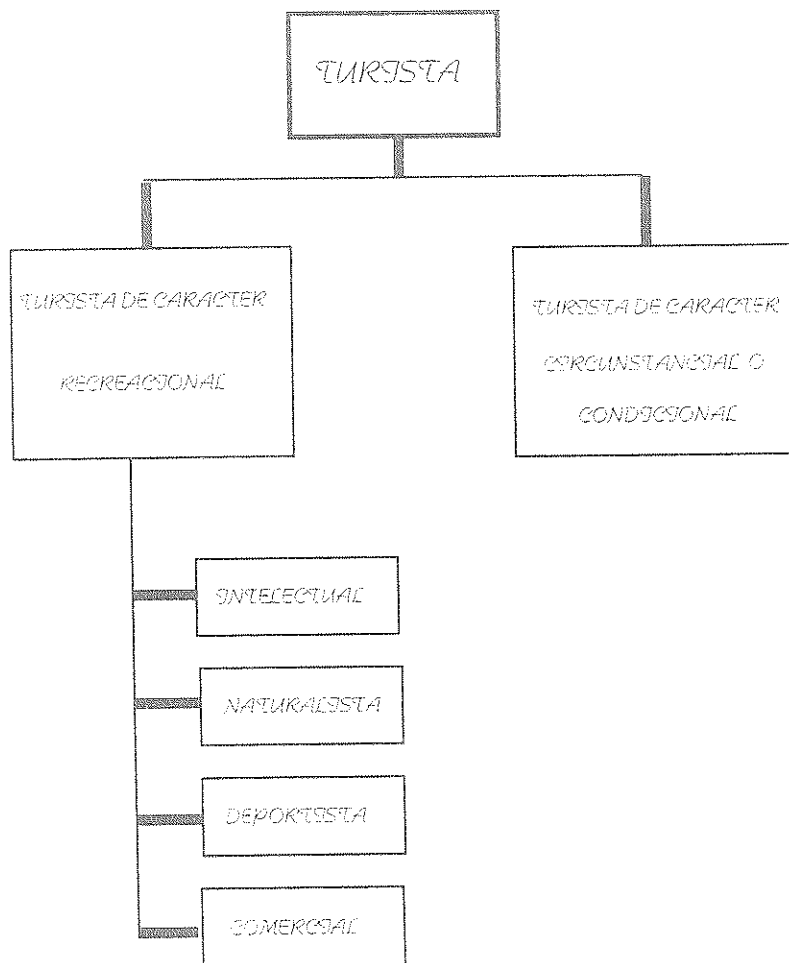 TURISTA
TURISTA DE CARACTER
RECREACIONAL
TURISTA DE CARACTER
CIRCUNSTANCIAL O
CONDICIONAL
INTELECTUAL
NATURALISTA
DEPORTISTA
COMERCIAL